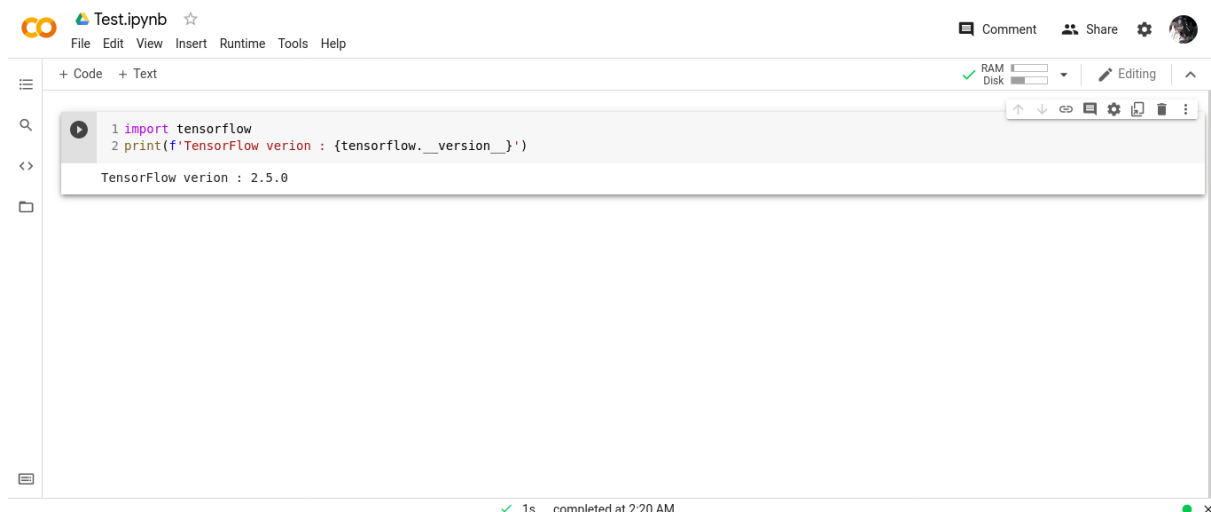 Test.ipynb
File Edit View Insert Runtime Tools Help
Comment Share
+ Code + Text
RAM
Disk
Editing
1 import tensorflow
2 print(f'TensorFlow verion : {tensorflow.__version__}')
TensorFlow verion : 2.5.0
1s completed at 2:20 AM